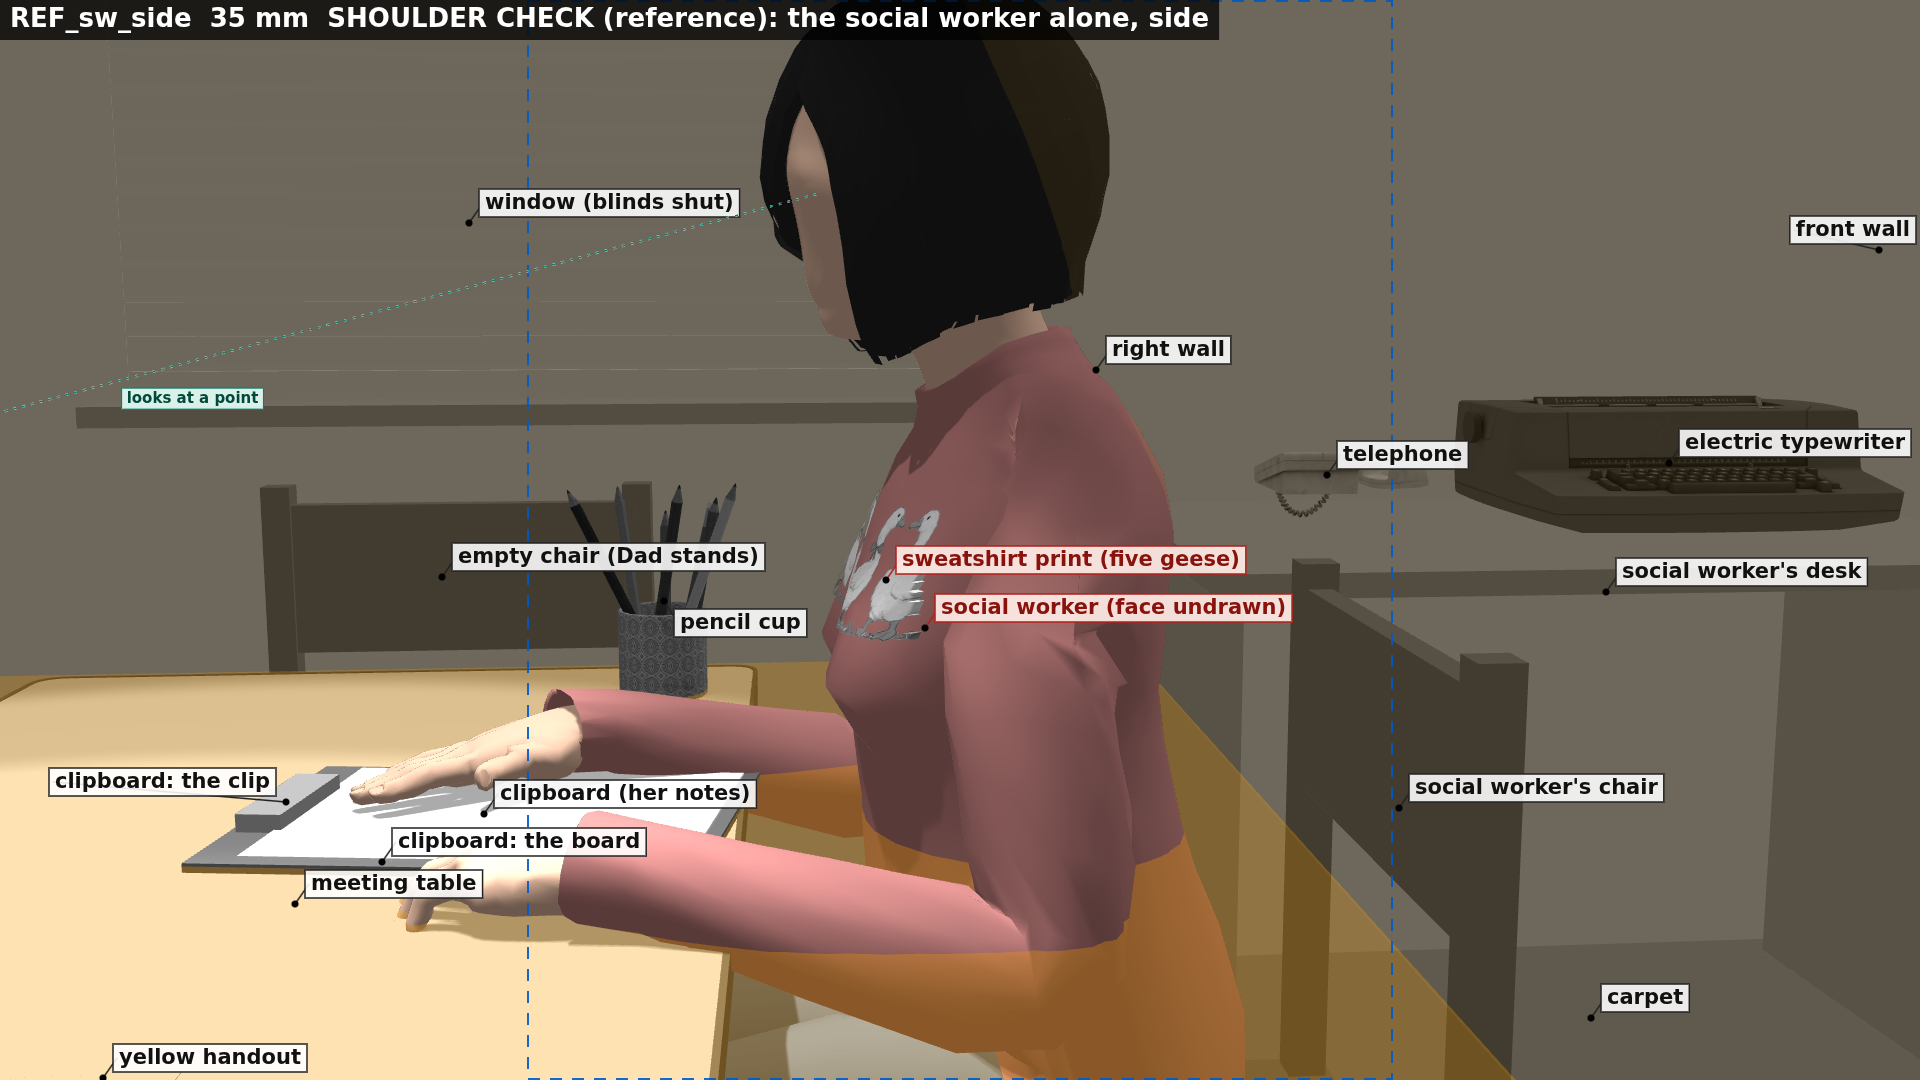 REF_sw_side  35 mm  SHOULDER CHECK (reference): the social worker alone, side
window (blinds shut)
front wall
right wall
looks at a point
electric typewriter
telephone
empty chair (Dad stands)
sweatshirt print (five geese)
social worker's desk
social worker (face undrawn)
pencil cup
clipboard: the clip
clipboard (her notes)
social worker's chair
clipboard: the board
meeting table
carpet
yellow handout